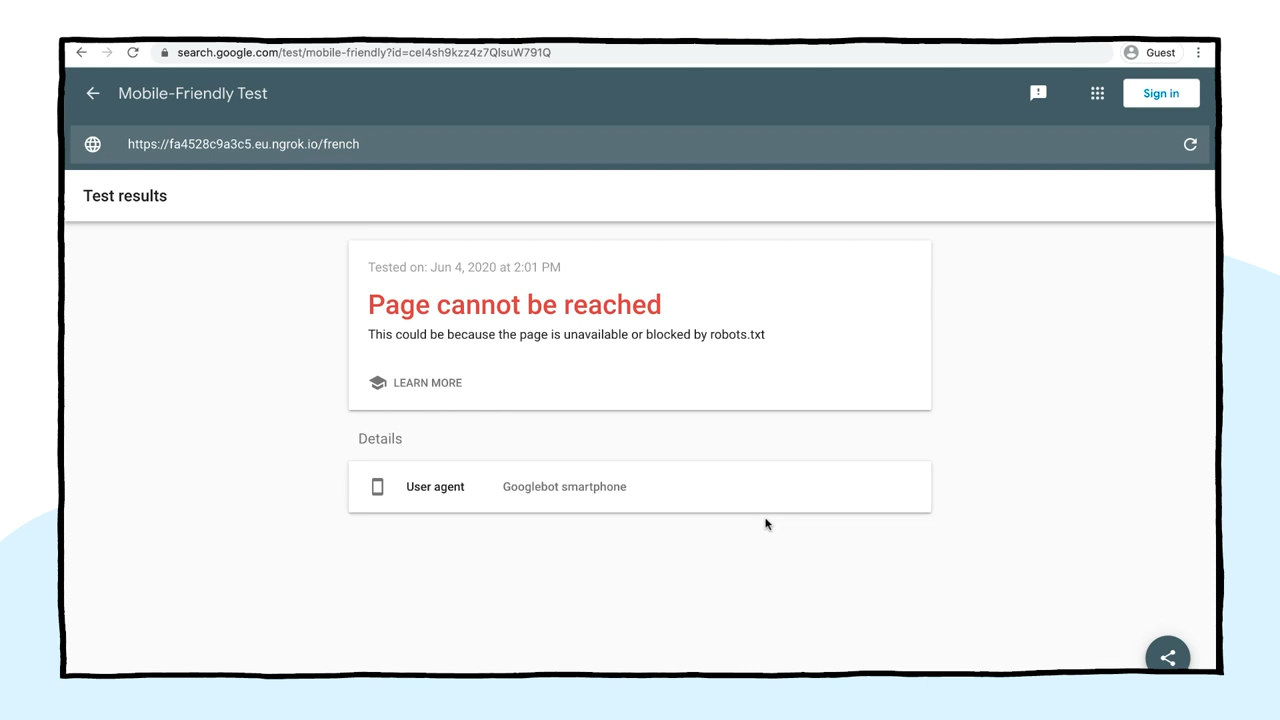 search.google.com/test/mobile-friendly?id=cel4sh9kzz4z7QlsuW791Q
Guest
Mobile-Friendly Test
Sign in
https://fa4528c9a3c5.eu.ngrok.io/french
Test results
Tested on: Jun 4, 2020 at 2:01 PM
Page cannot be reached
This could be because the page is unavailable or blocked by robots.txt
LEARN MORE
Details
User agent Googlebot smartphone